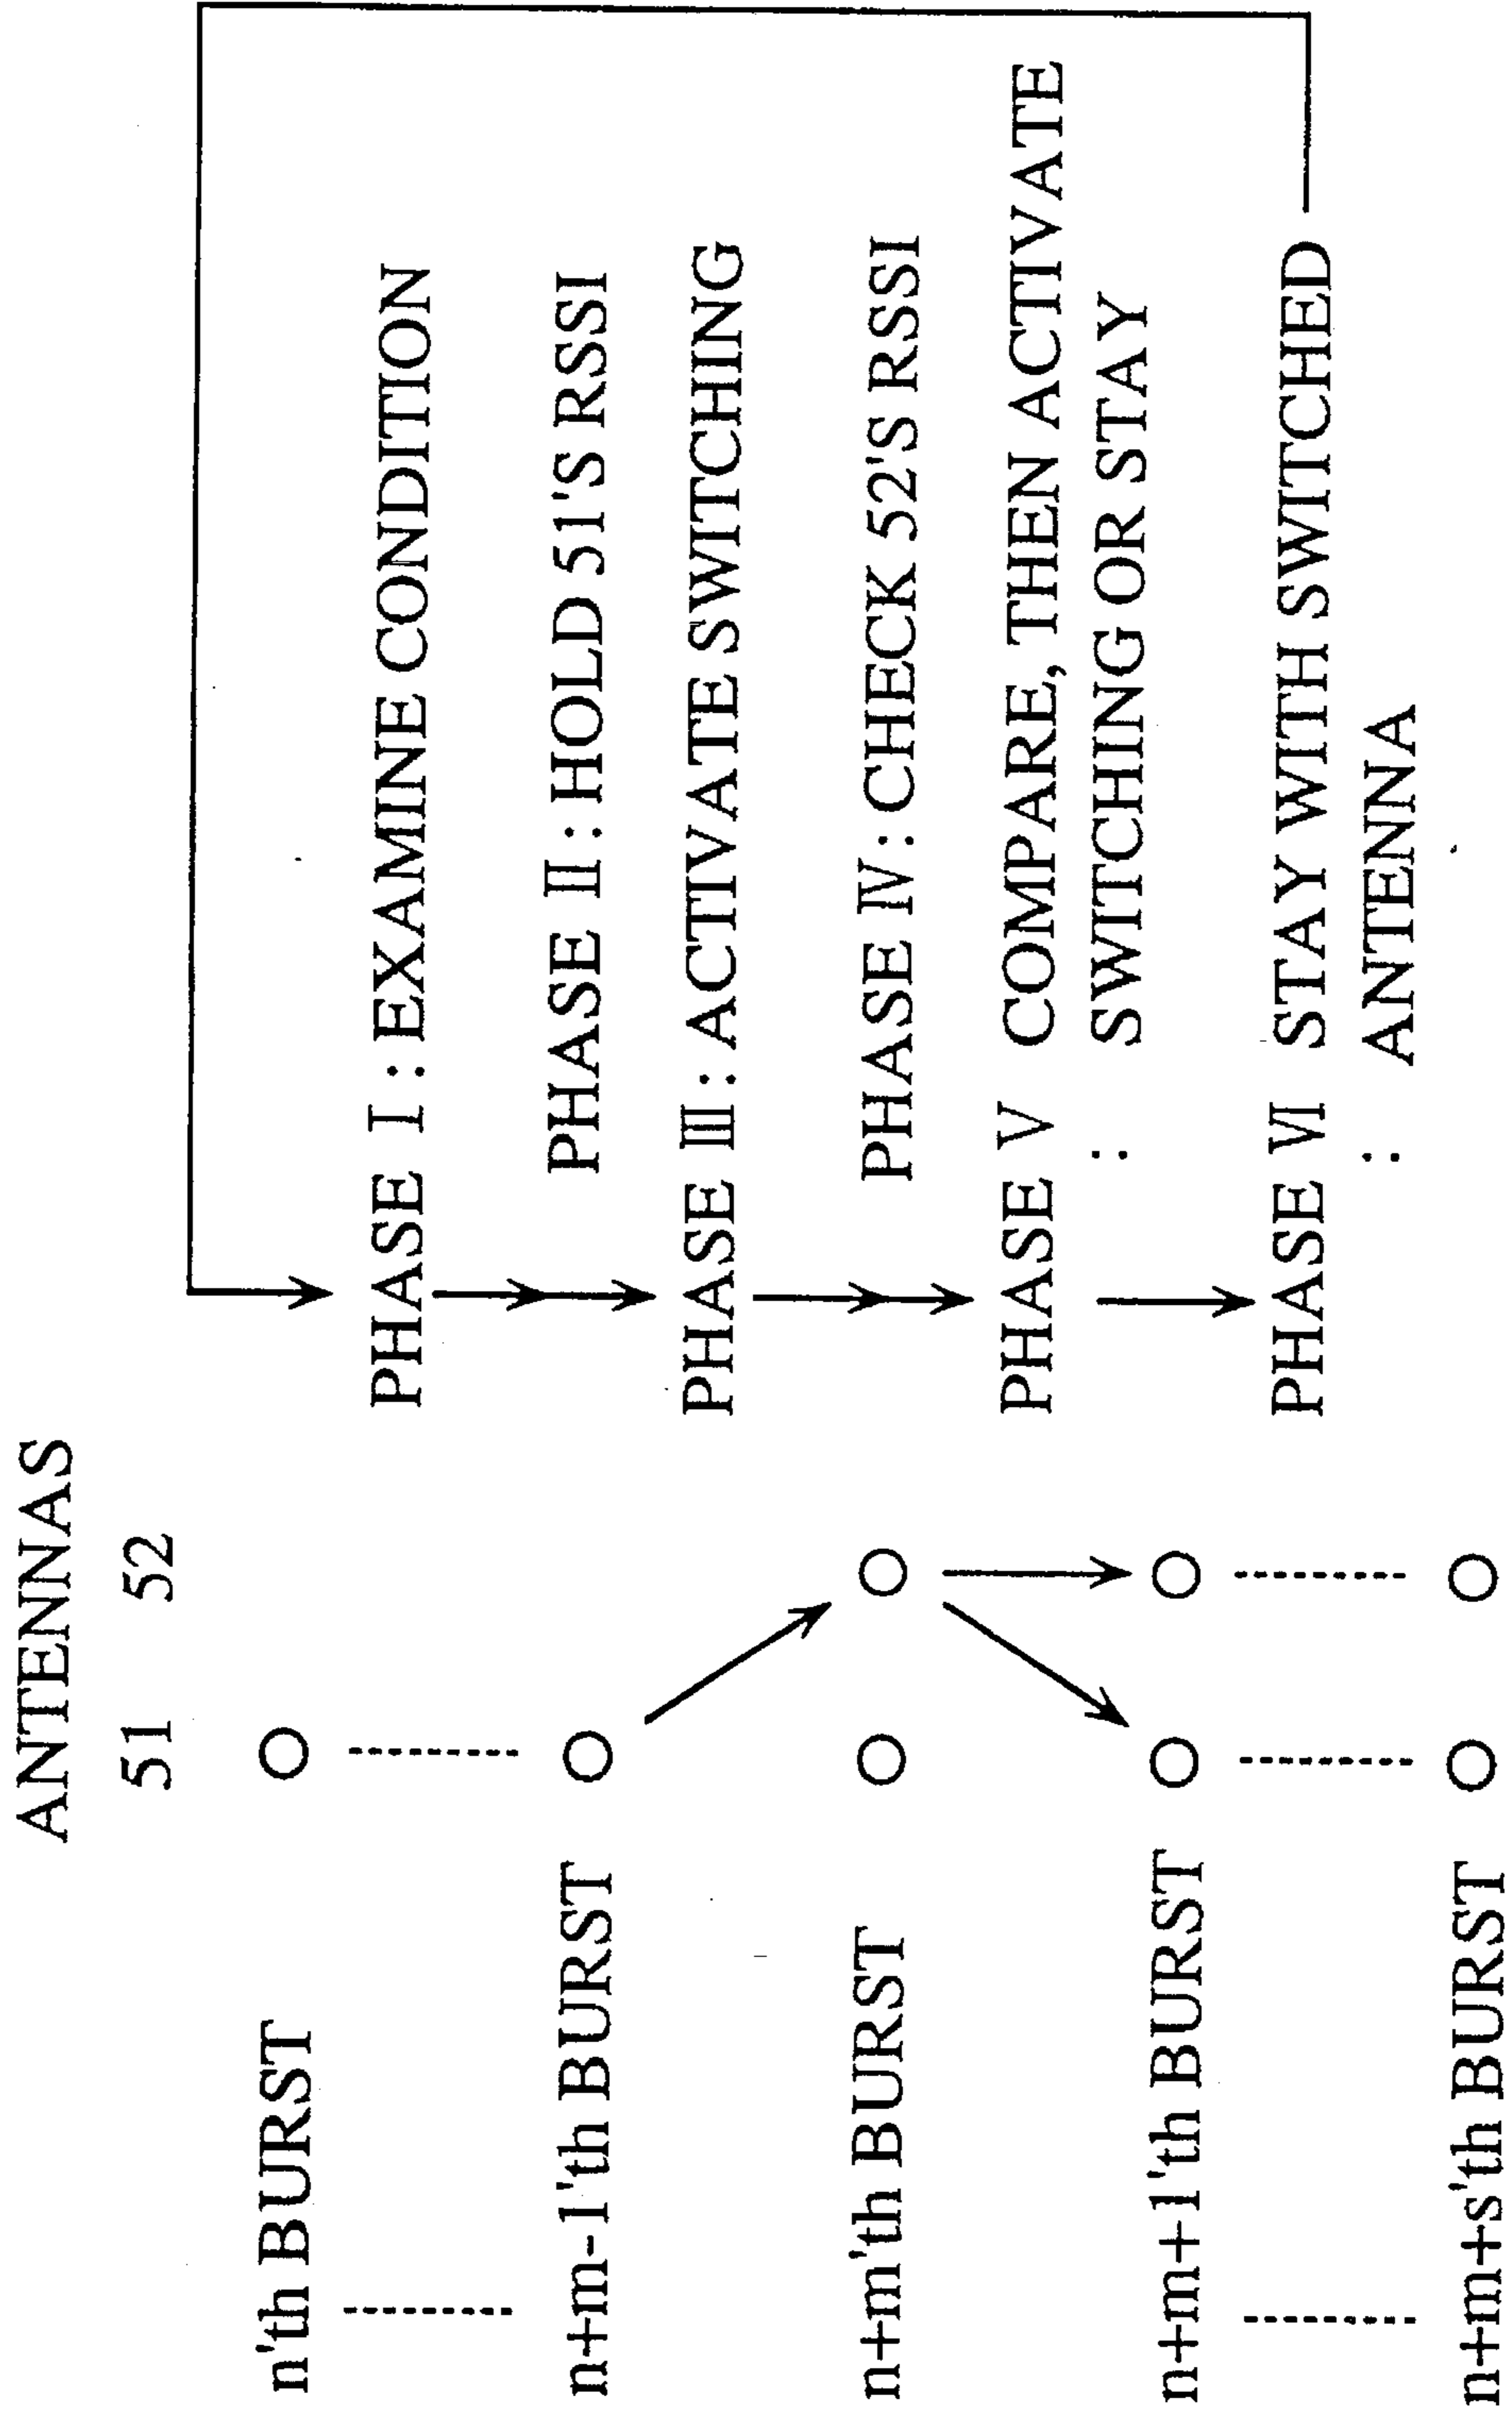 ANTENNAS
51 52
n'th BURST
n+m-1'th BURST
n+m'th BURST
n+m+1'th BURST
n+m+s'th BURST
PHASE I : EXAMINE CONDITION
PHASE II : HOLD 51'S RSSI
PHASE III : ACTIVATE SWITCHING
PHASE IV : CHECK 52'S RSSI
PHASE V COMPARE, THEN ACTIVATE
: SWITCHING OR STAY
PHASE VI STAY WITH SWITCHED
: ANTENNA